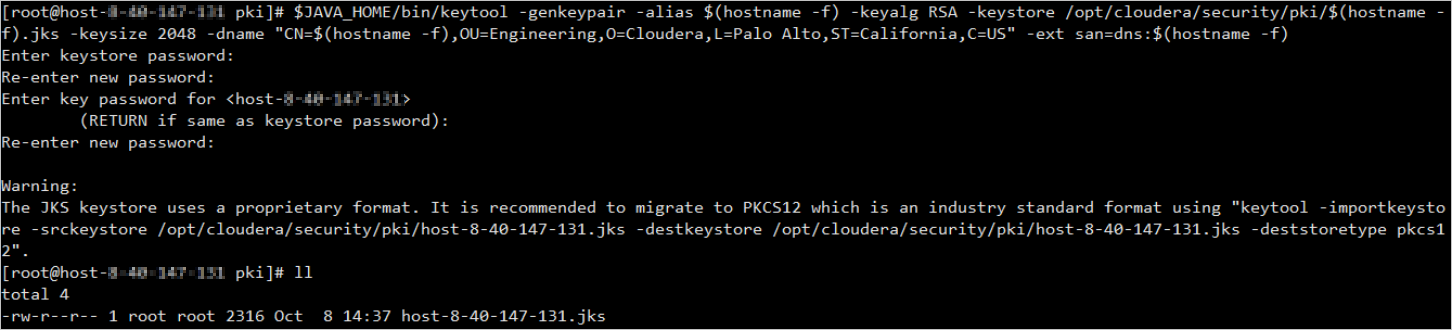 [root@host-8-40-147-131 pki]# $JAVA_HOME/bin/keytool -genkeypair -alias $(hostname -f) -keyalg RSA -keystore /opt/cloudera/security/pki/$(hostname -
f).jks -keysize 2048 -dname "CN=$(hostname -f),OU=Engineering,O=Cloudera,L=Palo Alto,ST=California,C=US" -ext san=dns:$(hostname -f)
Enter keystore password:
Re-enter new password:
Enter key password for <host-8-40-147-131>
(RETURN if same as keystore password):
Re-enter new password:
Warning:
The JKS keystore uses a proprietary format. It is recommended to migrate to PKCS12 which is an industry standard format using "keytool -importkeysto
re -srckeystore /opt/cloudera/security/pki/host-8-40-147-131.jks -destkeystore /opt/cloudera/security/pki/host-8-40-147-131.jks -deststoretype pkcs1
2".
[root@host-8-40-147-131 pki]# ll
total 4
-rw-r--r-- 1 root root 2316 Oct  8 14:37 host-8-40-147-131.jks